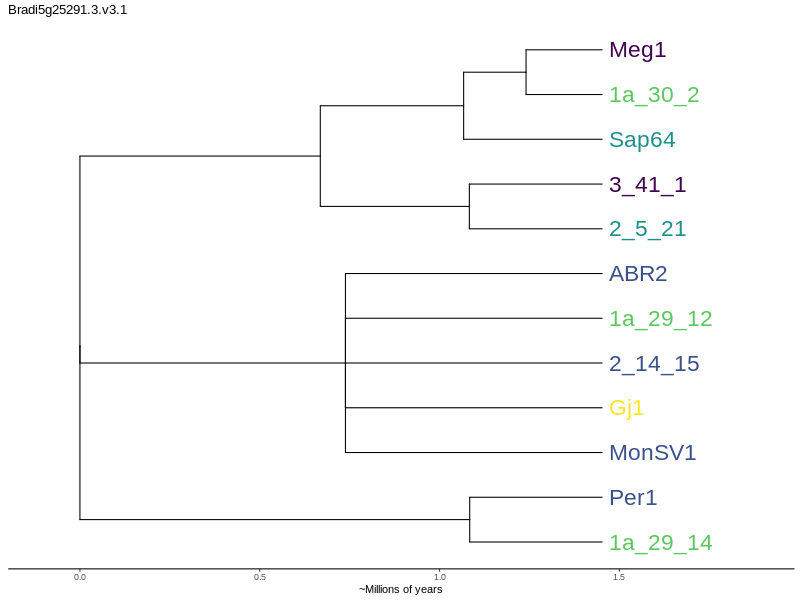 Bradi5g25291.3.v3.1
Meg1
1a_30_2
Sap64
3_41_1
2_5_21
ABR2
1a_29_12
2_14_15
Gj1
MonSV1
Per1
1a_29_14
0.0 0.5 1.0 1.5
~Millions of years